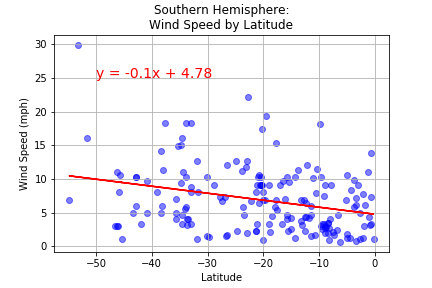 Southern Hemisphere:
Wind Speed by Latitude
30
y = -0.1x + 4.78
25
20
Wind Speed (mph)
15
10
5
0
−50
−40
−30
−20
−10
0
Latitude